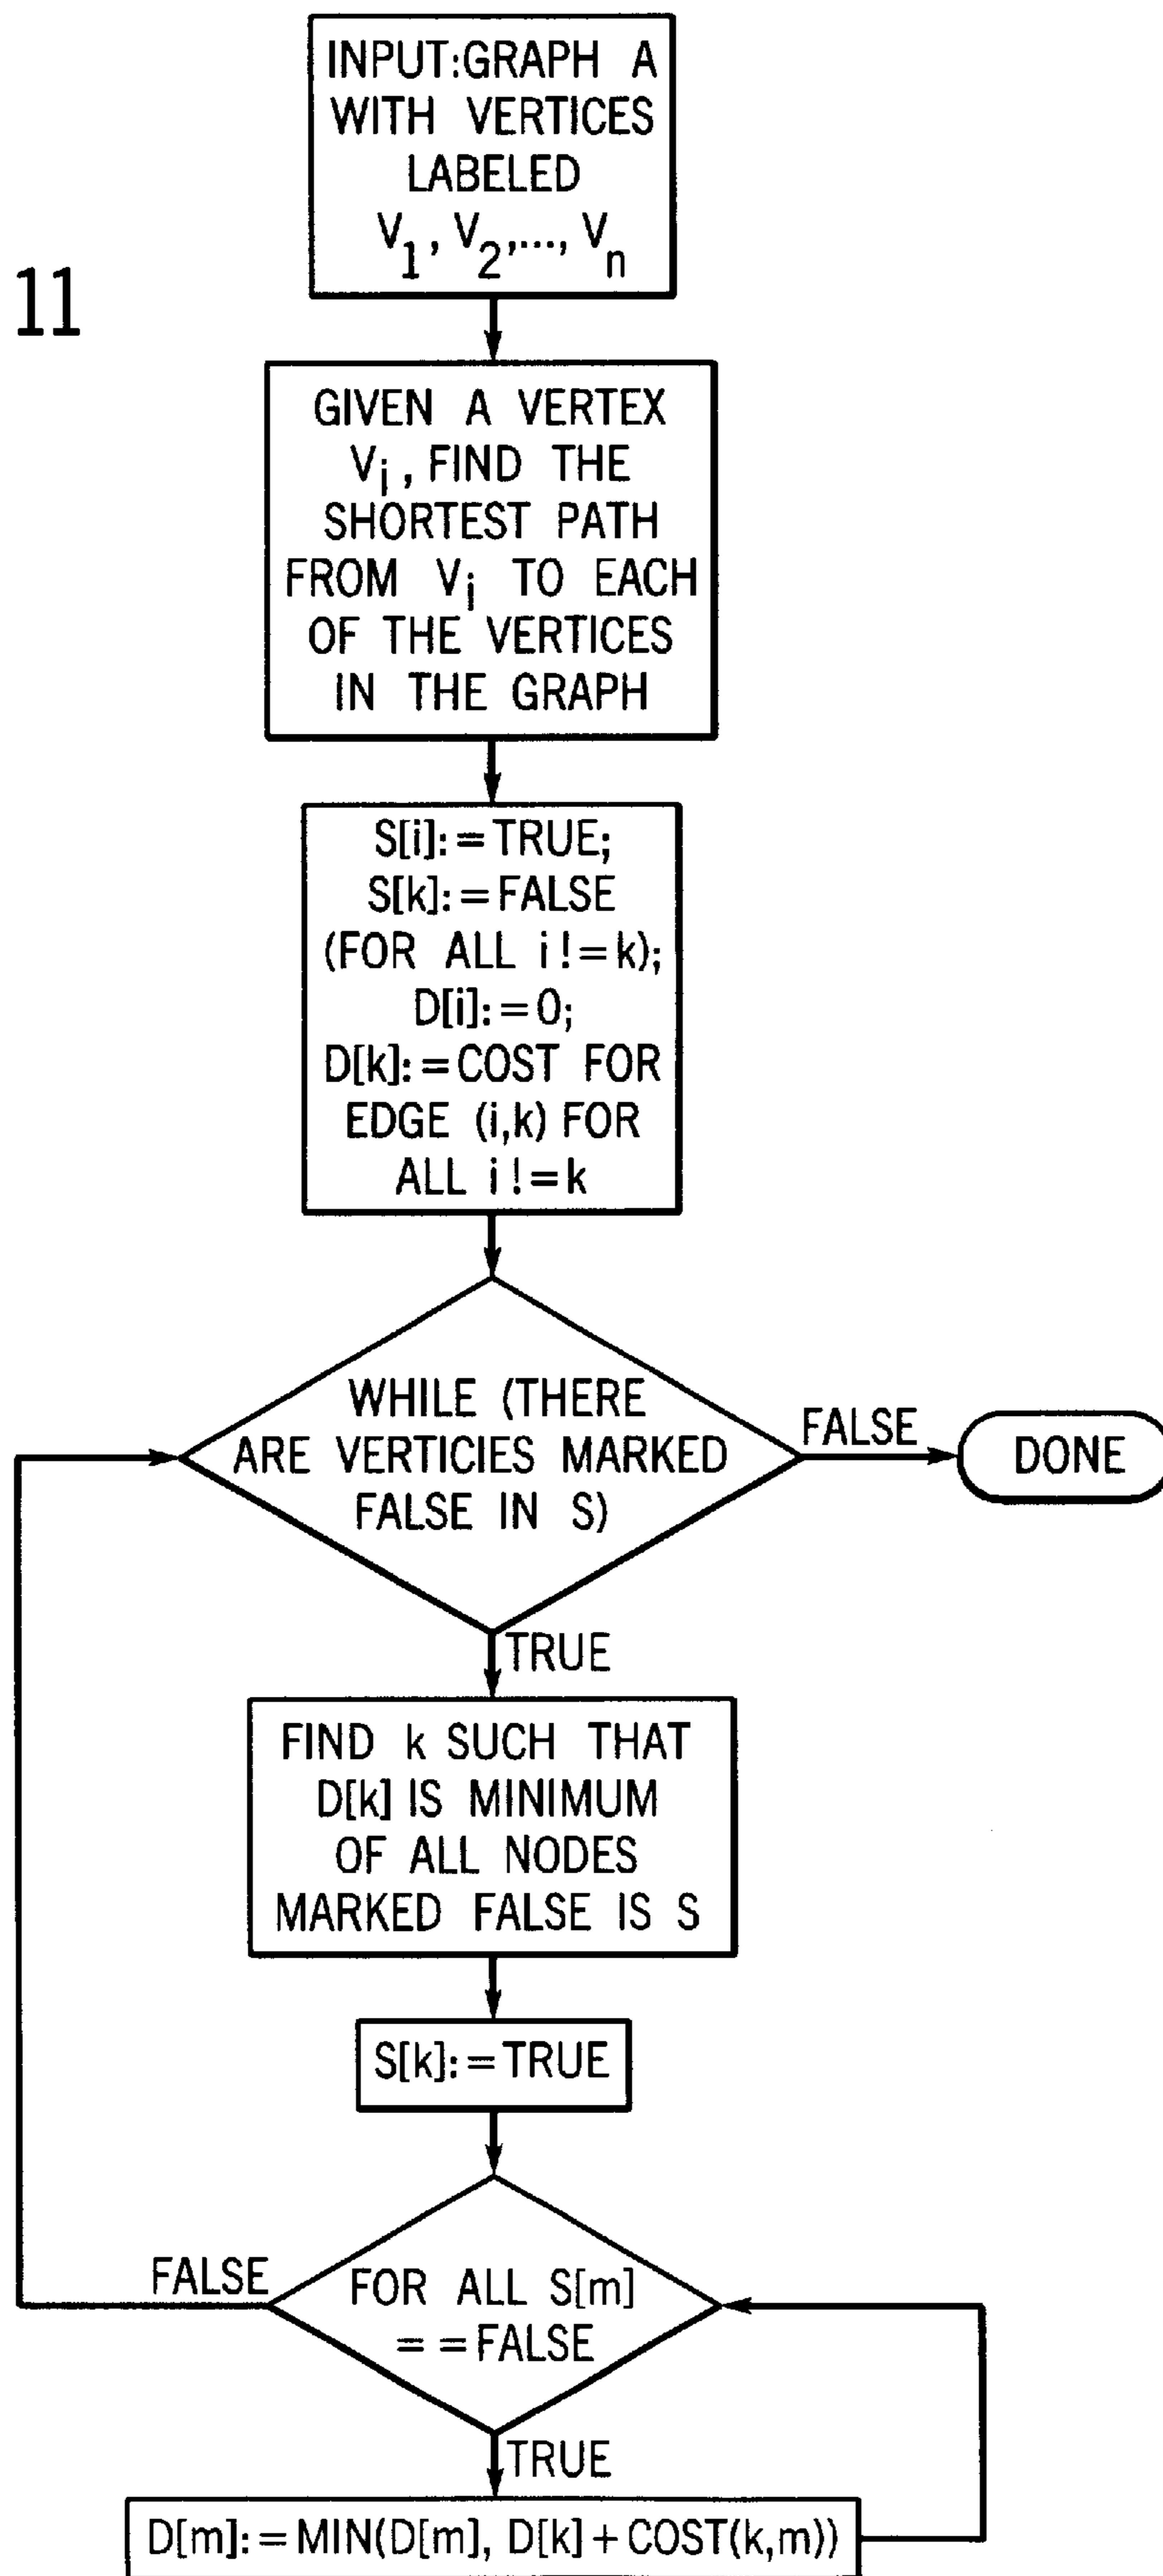 INPUT:GRAPH A
WITH VERTICES
LABELED
V1, V2,..., Vn
11
GIVEN A VERTEX
Vi, FIND THE
SHORTEST PATH
FROM Vi TO EACH
OF THE VERTICES
IN THE GRAPH
S[i]:=TRUE;
S[k]:=FALSE
(FOR ALL i!=k);
D[i]:=0;
D[k]:=COST FOR
EDGE (i,k) FOR
ALL i!=k
WHILE (THERE
ARE VERTICIES MARKED
FALSE IN S)
FALSE
DONE
TRUE
FIND k SUCH THAT
D[k] IS MINIMUM
OF ALL NODES
MARKED FALSE IS S
S[k]:=TRUE
FALSE
FOR ALL S[m]
==FALSE
TRUE
D[m]:=MIN(D[m], D[k]+COST(k,m))